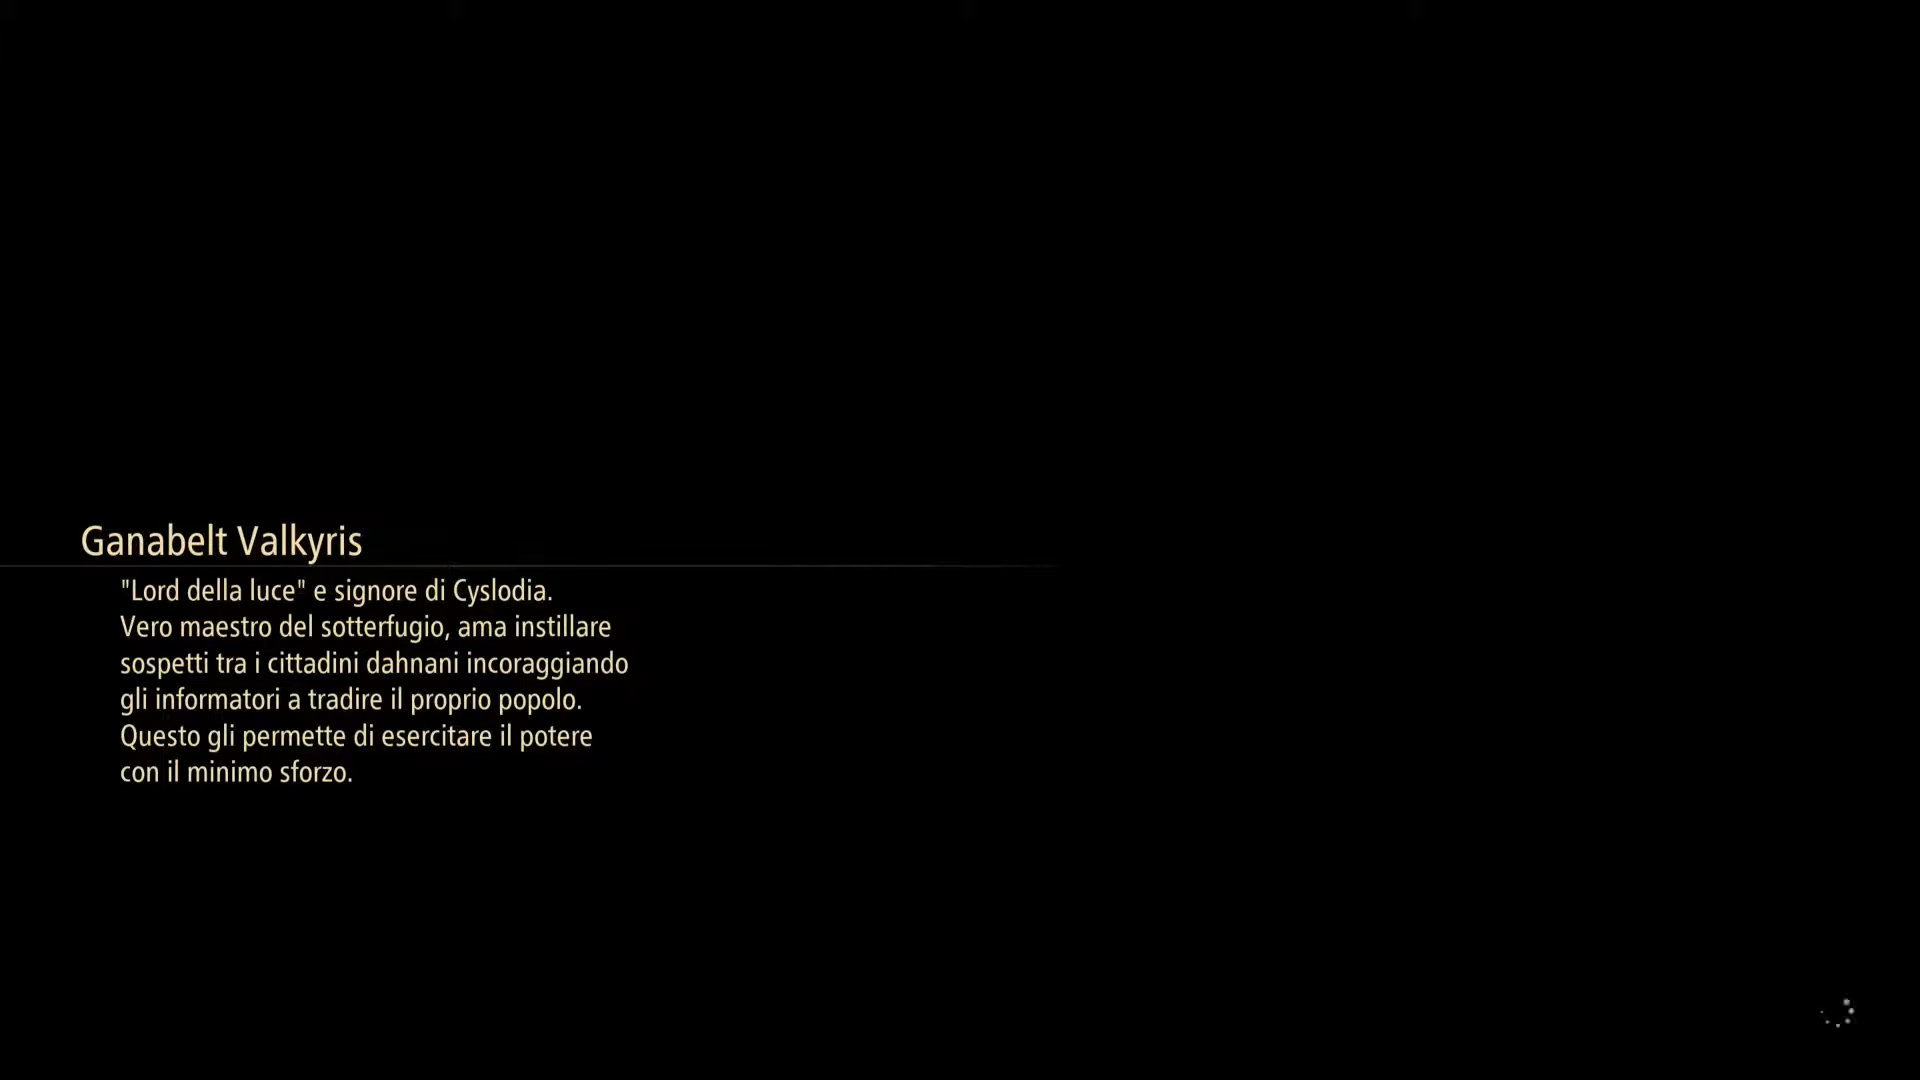 Ganabelt Valkyris
"Lord della luce" e signore di Cyslodia.
Vero maestro del sotterfugio, ama instillare
sospetti tra i cittadini dahnani incoraggiando
gli informatori a tradire il proprio popolo.
Questo gli permette di esercitare il potere
con il minimo sforzo.